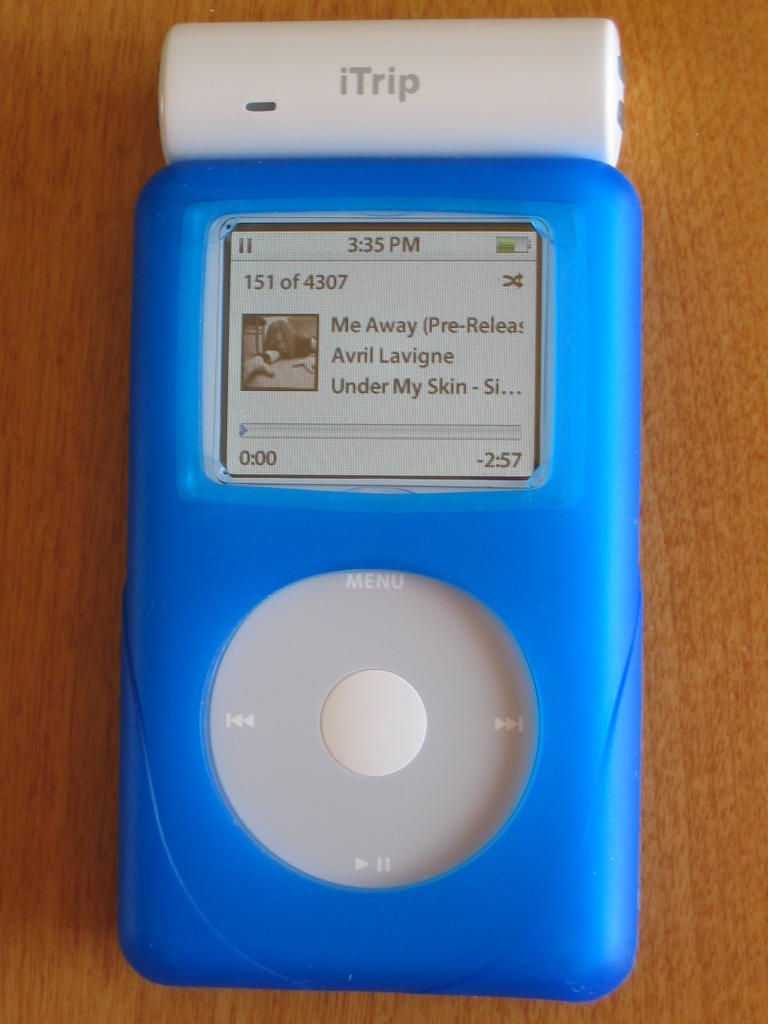 iTrip
3:35 PM
151 of 4307
Me Away (Pre-Releas
Avril Lavigne
Under My Skin - Si...
0:00 -2:57
MENU